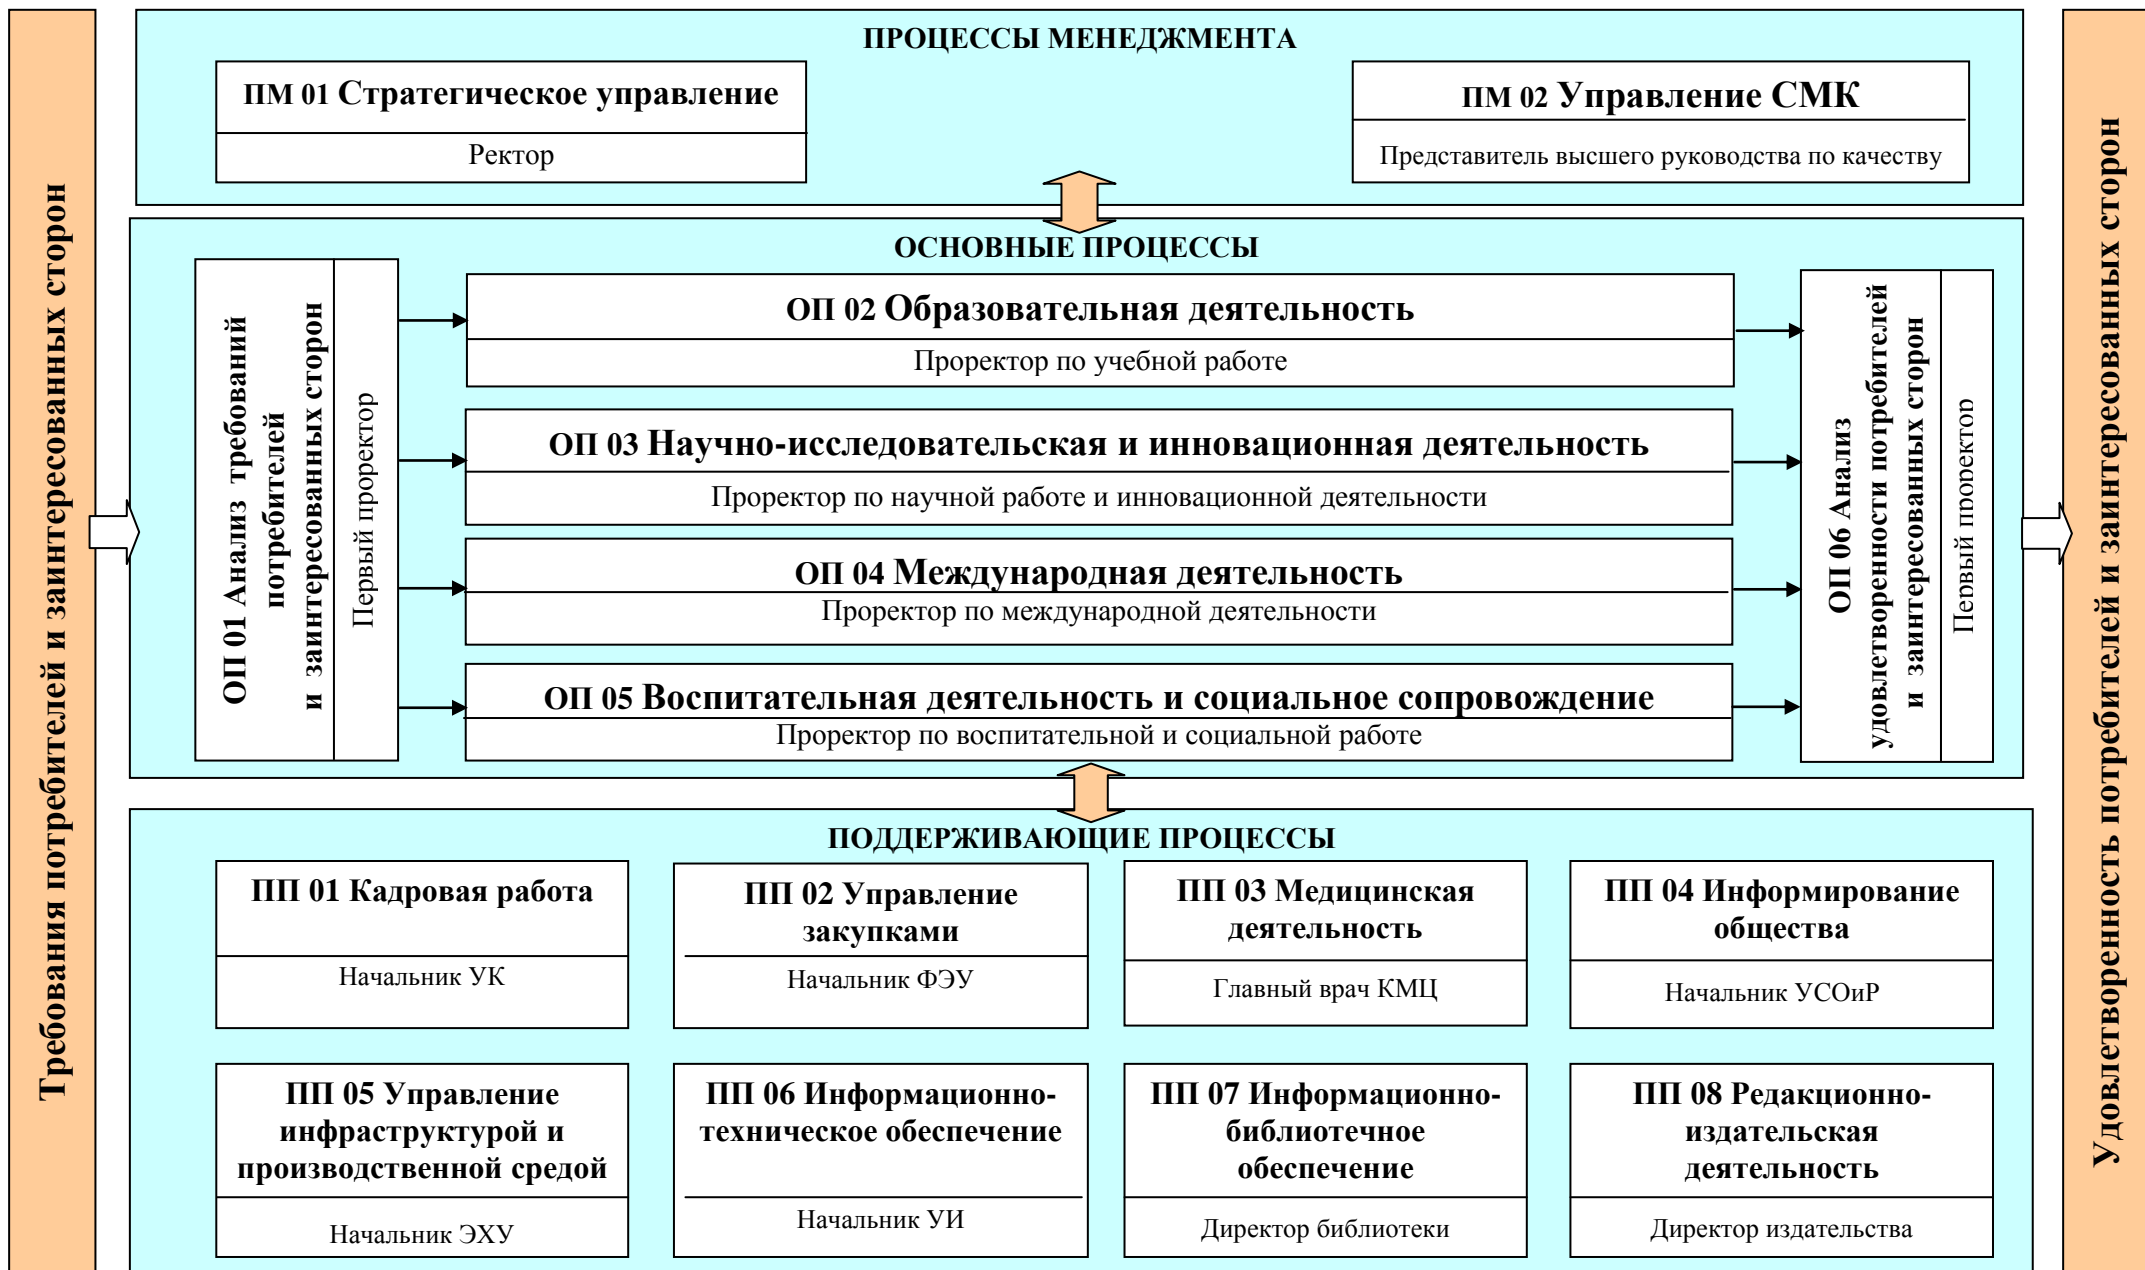 Требования потребителей и заинтересованных сторон
ПРОЦЕССЫ МЕНЕДЖМЕНТА
ПМ 01 Стратегическое управление
Ректор
ПМ 02 Управление СМК
Представитель высшего руководства по качеству
ОСНОВНЫЕ ПРОЦЕССЫ
ОП 01 Анализ требований
потребителей
и заинтересованных сторон
Первый проректор
ОП 02 Образовательная деятельность
Проректор по учебной работе
ОП 03 Научно-исследовательская и инновационная деятельность
Проректор по научной работе и инновационной деятельности
ОП 04 Международная деятельность
Проректор по международной деятельности
ОП 05 Воспитательная деятельность и социальное сопровождение
Проректор по воспитательной и социальной работе
ОП 06 Анализ
удовлетворенности потребителей
и заинтересованных сторон
Первый проректор
ПОДДЕРЖИВАЮЩИЕ ПРОЦЕССЫ
ПП 01 Кадровая работа
Начальник УК
ПП 02 Управление
закупками
Начальник ФЭУ
ПП 03 Медицинская
деятельность
Главный врач КМЦ
ПП 04 Информирование
общества
Начальник УСОиР
ПП 05 Управление
инфраструктурой и
производственной средой
Начальник ЭХУ
ПП 06 Информационно-
техническое обеспечение
Начальник УИ
ПП 07 Информационно-
библиотечное
обеспечение
Директор библиотеки
ПП 08 Редакционно-
издательская
деятельность
Директор издательства
Удовлетворенность потребителей и заинтересованных сторон